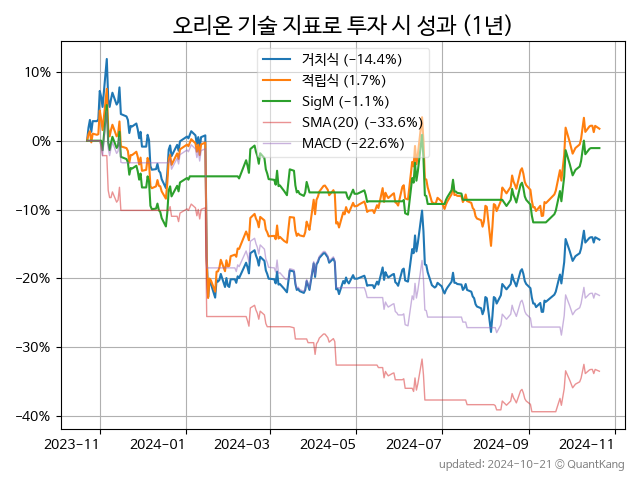 오리온 기술 지표로 투자 시 성과 (1년)
거치식 (−14.4%)
적립식 (1.7%)
SigM (−1.1%)
SMA(20) (−33.6%)
MACD (−22.6%)
10%
0%
−10%
−20%
−30%
−40%
2023-11 2024-01 2024-03 2024-05 2024-07 2024-09 2024-11
updated: 2024-10-21 © QuantKang